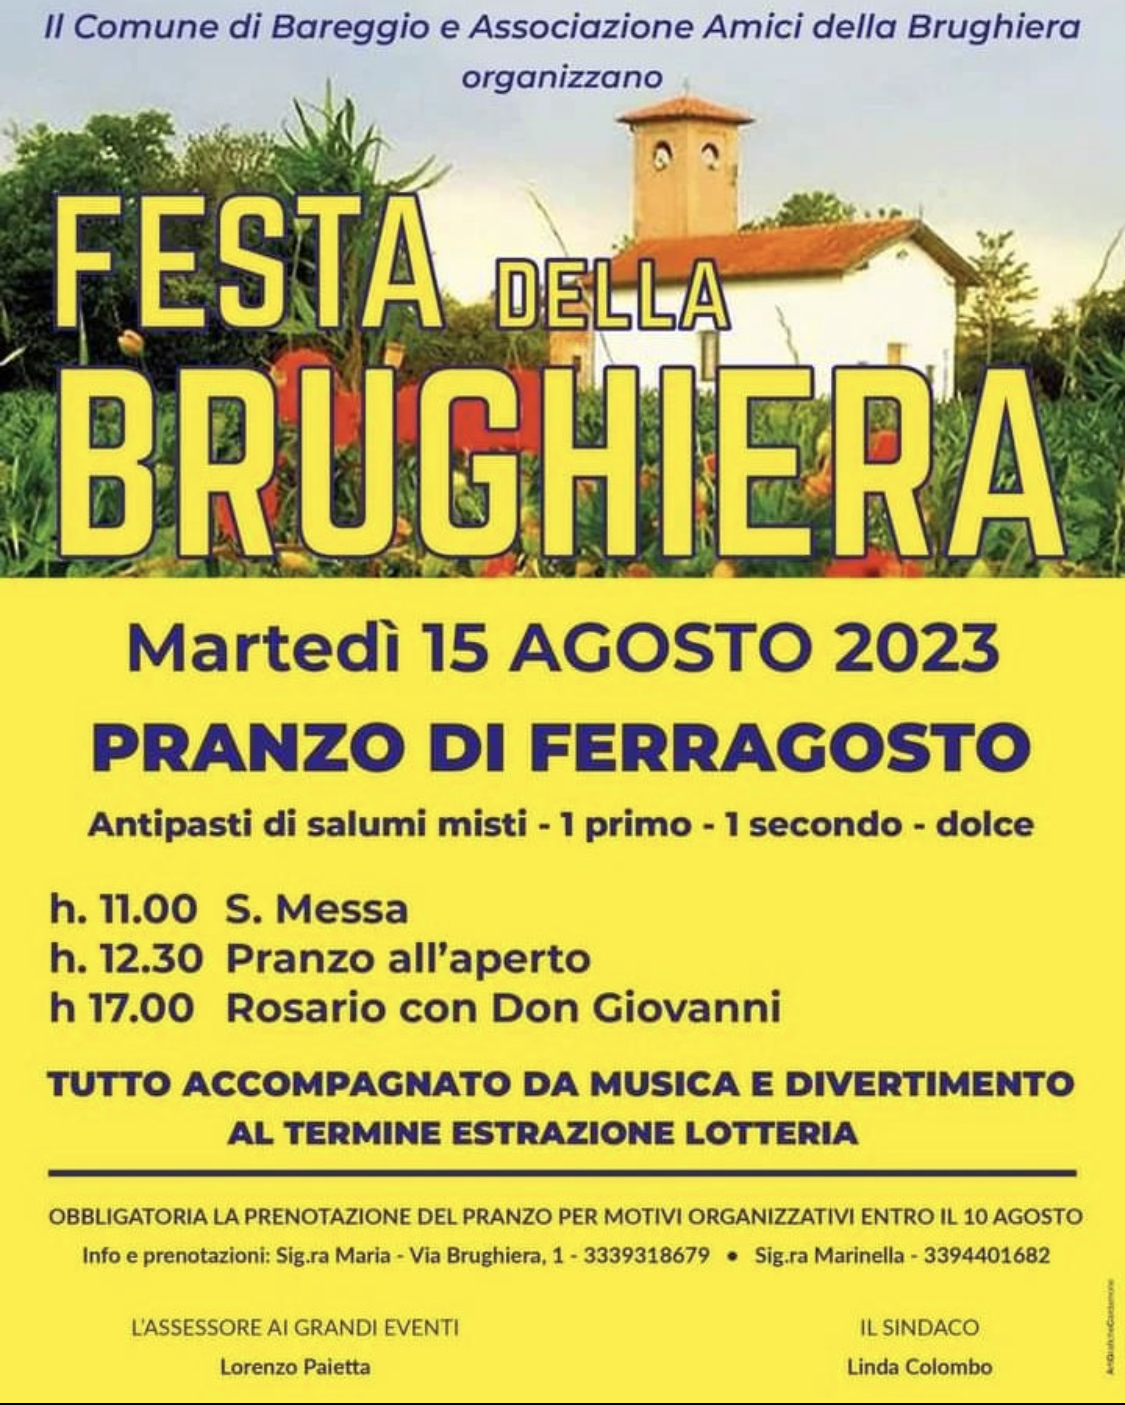 Il Comune di Bareggio e Associazione Amici della Brughiera
organizzano
FESTA DELLA
BRUGHIERA
Martedì 15 AGOSTO 2023
PRANZO DI FERRAGOSTO
Antipasti di salumi misti - 1 primo - 1 secondo - dolce
h. 11.00 S. Messa
h. 12.30 Pranzo all'aperto
h 17.00 Rosario con Don Giovanni
TUTTO ACCOMPAGNATO DA MUSICA E DIVERTIMENTO
AL TERMINE ESTRAZIONE LOTTERIA
OBBLIGATORIA LA PRENOTAZIONE DEL PRANZO PER MOTIVI ORGANIZZATIVI ENTRO IL 10 AGOSTO
Info e prenotazioni: Sig.ra Maria - Via Brughiera, 1 - 3339318679 • Sig.ra Marinella - 3394401682
L'ASSESSORE AI GRANDI EVENTI
Lorenzo Paietta
IL SINDACO
Linda Colombo